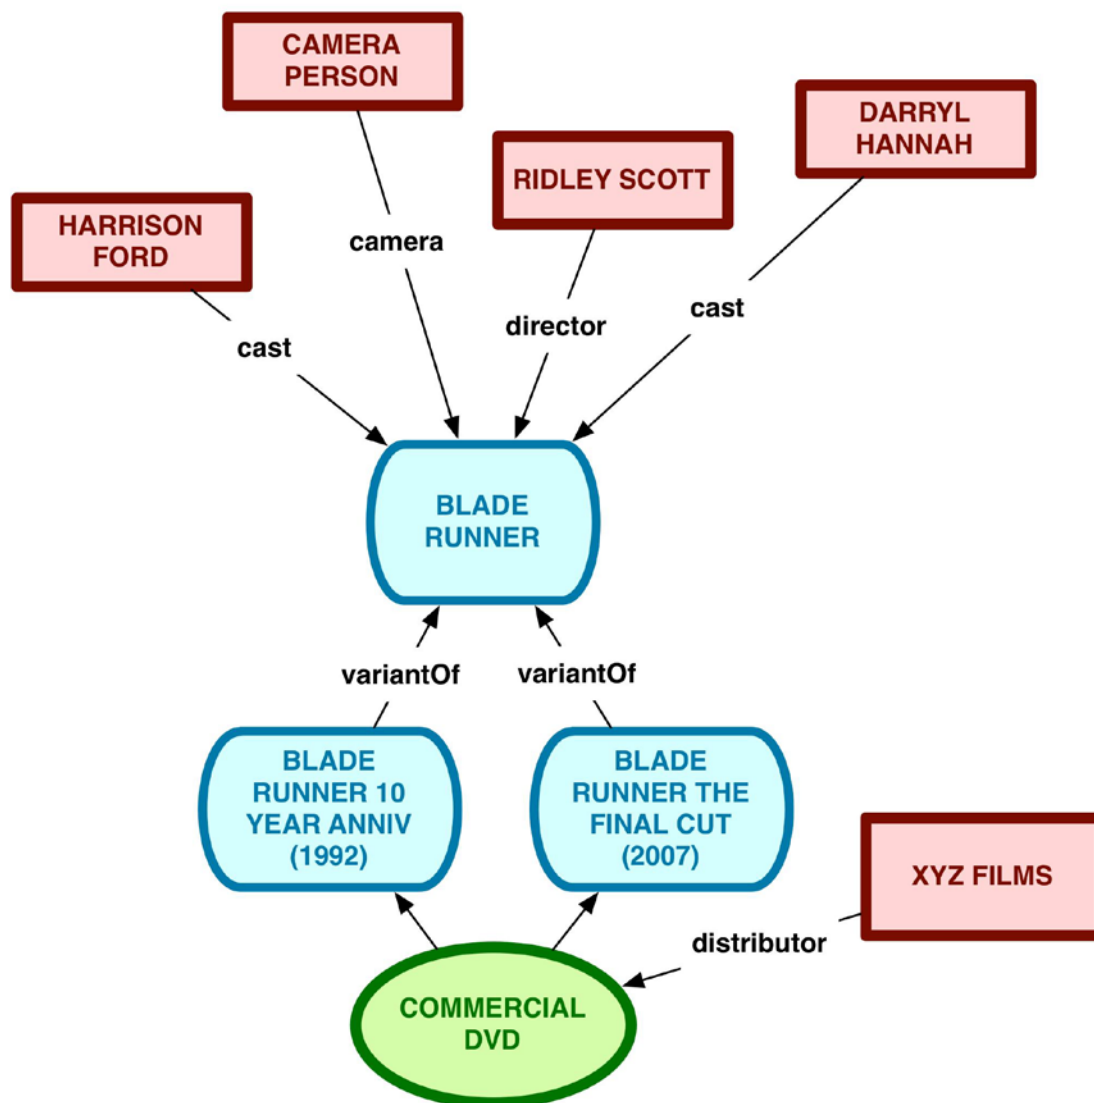 CAMERA
PERSON
DARRYL
HANNAH
RIDLEY SCOTT
HARRISON
FORD
camera
cast
director
cast
BLADE
RUNNER
variantOf
variantOf
BLADE
RUNNER 10
YEAR ANNIV
(1992)
BLADE
RUNNER THE
FINAL CUT
(2007)
XYZ FILMS
distributor
COMMERCIAL
DVD